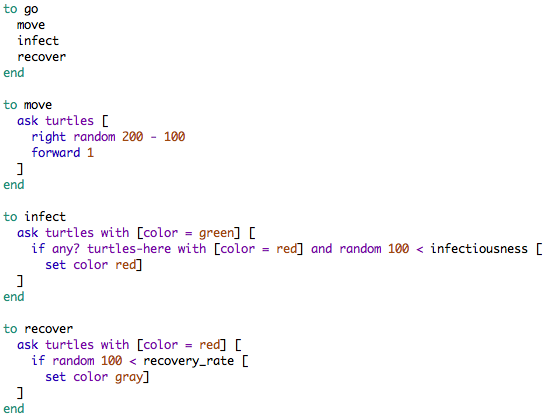 to go
  move
  infect
  recover
end

to move
  ask turtles [
    right random 200 - 100
    forward 1
  ]
end

to infect
  ask turtles with [color = green] [
    if any? turtles-here with [color = red] and random 100 < infectiousness [
      set color red]
  ]
end

to recover
  ask turtles with [color = red] [
    if random 100 < recovery_rate [
      set color gray]
  ]
end